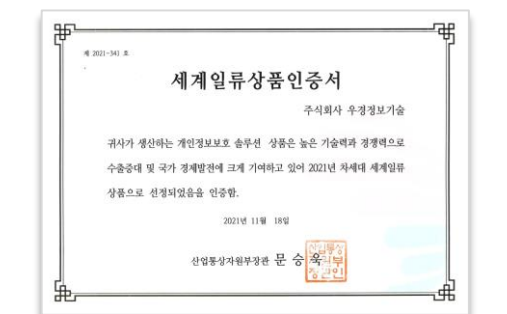 제 2021-341 호
세계일류상품인증서
주식회사 우경정보기술
귀사가 생산하는 개인정보보호 솔루션 상품은 높은 기술력과 경쟁력으로
수출증대 및 국가 경제발전에 크게 기여하고 있어 2021년 차세대 세계일류
상품으로 선정되었음을 인증함.
2021년 11월 18일
산업통상자원부장관 문 승 욱